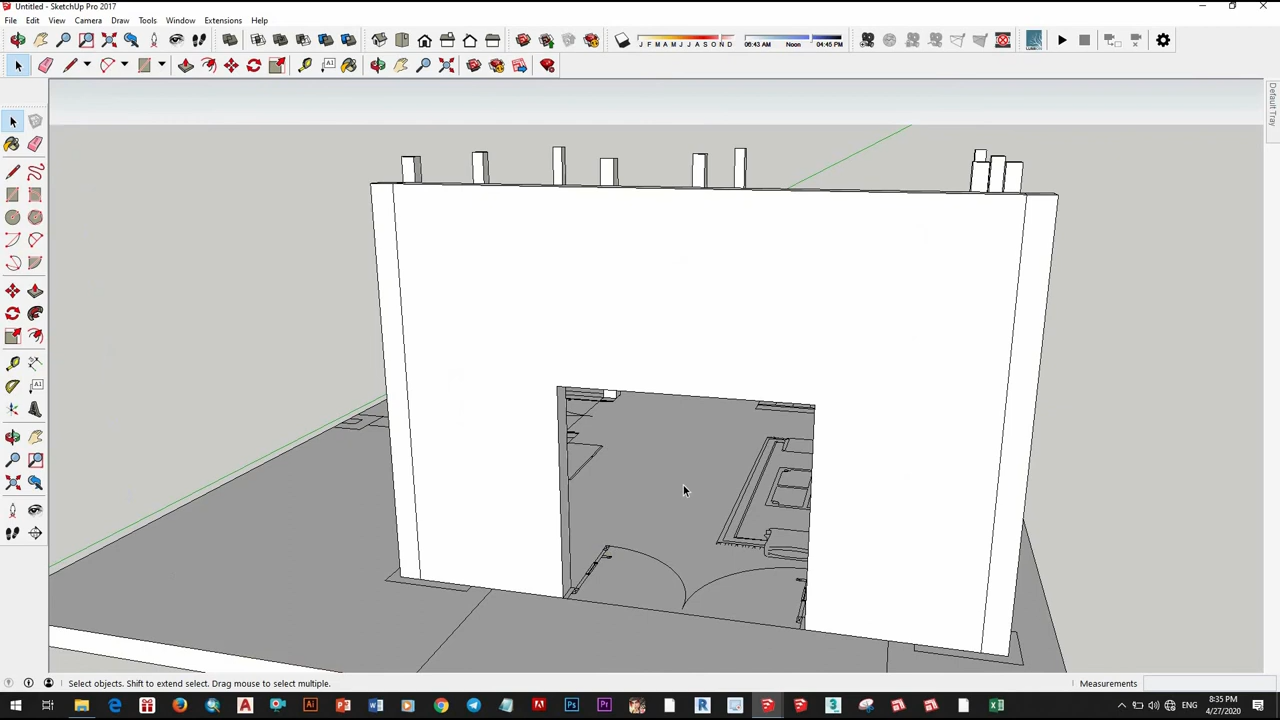 Untitled - SketchUp Pro 2017
File Edit View Camera Draw Tools Window Extensions Help
J F M A M J J A S O N D
06:43 AM Noon 04:45 PM
Default Tray
Select objects. Shift to extend select. Drag mouse to select multiple.
Measurements
ENG
8:35 PM
4/27/2020